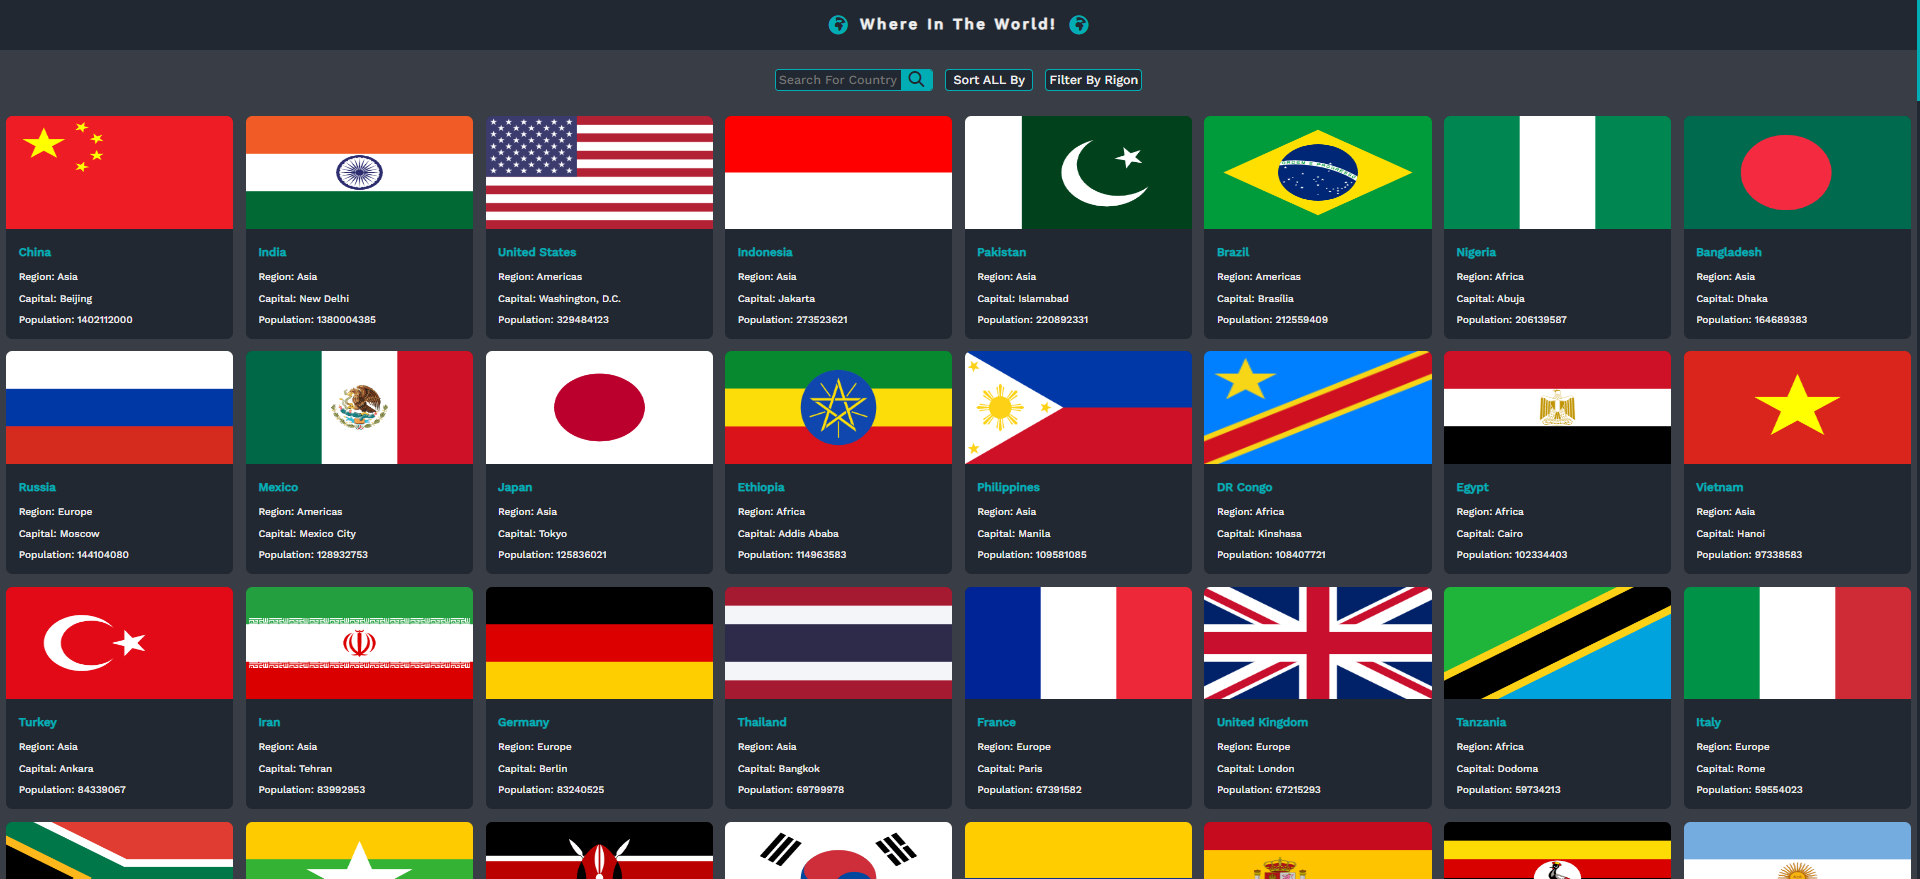 Where In The World!
Search For Country
Sort ALL By
Filter By Rigon
China
Region: Asia
Capital: Beijing
Population: 1402112000
India
Region: Asia
Capital: New Delhi
Population: 1380004385
United States
Region: Americas
Capital: Washington, D.C.
Population: 329484123
Indonesia
Region: Asia
Capital: Jakarta
Population: 273523621
Pakistan
Region: Asia
Capital: Islamabad
Population: 220892331
Brazil
Region: Americas
Capital: Brasília
Population: 212559409
Nigeria
Region: Africa
Capital: Abuja
Population: 206139587
Bangladesh
Region: Asia
Capital: Dhaka
Population: 164689383
Russia
Region: Europe
Capital: Moscow
Population: 144104080
Mexico
Region: Americas
Capital: Mexico City
Population: 128932753
Japan
Region: Asia
Capital: Tokyo
Population: 125836021
Ethiopia
Region: Africa
Capital: Addis Ababa
Population: 114963583
Philippines
Region: Asia
Capital: Manila
Population: 109581085
DR Congo
Region: Africa
Capital: Kinshasa
Population: 108407721
Egypt
Region: Africa
Capital: Cairo
Population: 102334403
Vietnam
Region: Asia
Capital: Hanoi
Population: 97338583
Turkey
Region: Asia
Capital: Ankara
Population: 84339067
Iran
Region: Asia
Capital: Tehran
Population: 83992953
Germany
Region: Europe
Capital: Berlin
Population: 83240525
Thailand
Region: Asia
Capital: Bangkok
Population: 69799978
France
Region: Europe
Capital: Paris
Population: 67391582
United Kingdom
Region: Europe
Capital: London
Population: 67215293
Tanzania
Region: Africa
Capital: Dodoma
Population: 59734213
Italy
Region: Europe
Capital: Rome
Population: 59554023